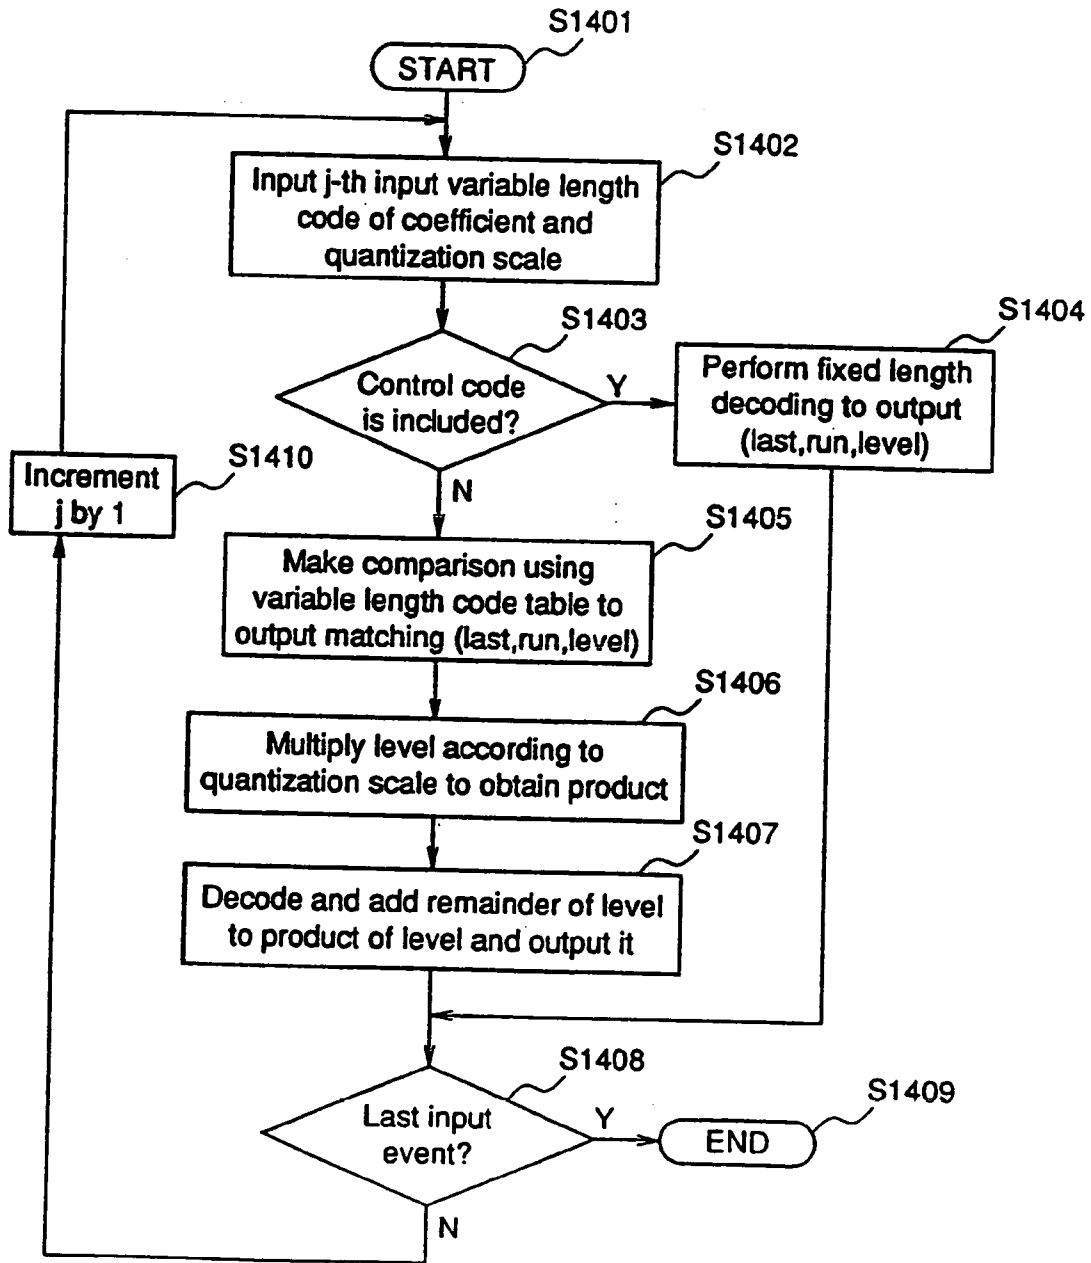 S1401
START
S1402
Input j-th input variable length
code of coefficient and
quantization scale
S1403
Control code
is included?
Y
N
S1404
Perform fixed length
decoding to output
(last,run,level)
S1410
Increment
j by 1
S1405
Make comparison using
variable length code table to
output matching (last,run,level)
S1406
Multiply level according to
quantization scale to obtain product
S1407
Decode and add remainder of level
to product of level and output it
S1408
Last input
event?
Y
N
S1409
END